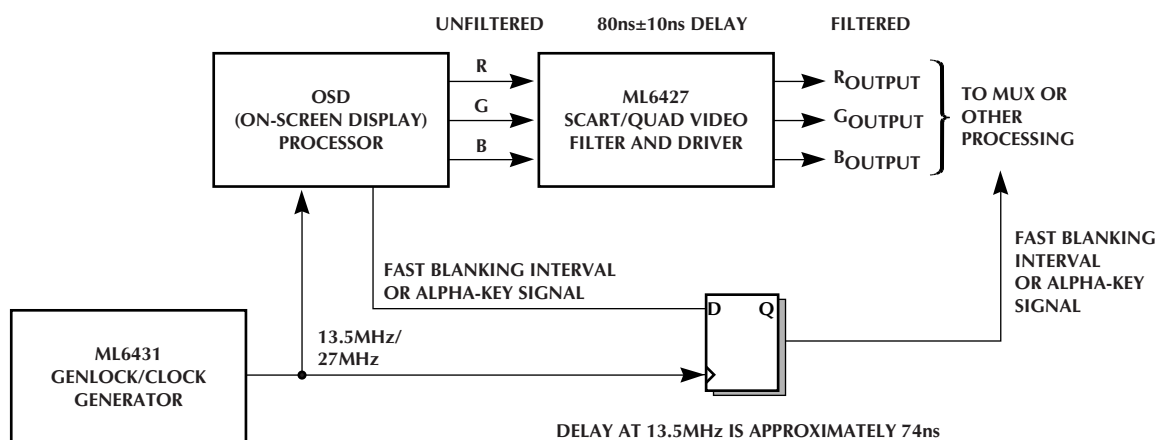 UNFILTERED
80ns±10ns DELAY
FILTERED
OSD
(ON-SCREEN DISPLAY)
PROCESSOR
R
G
B
ML6427
SCART/QUAD VIDEO
FILTER AND DRIVER
ROUTPUT
GOUTPUT
BOUTPUT
TO MUX OR
OTHER
PROCESSING
FAST BLANKING INTERVAL
OR ALPHA-KEY SIGNAL
FAST BLANKING
INTERVAL
OR ALPHA-KEY
SIGNAL
D Q
13.5MHz/
27MHz
ML6431
GENLOCK/CLOCK
GENERATOR
DELAY AT 13.5MHz IS APPROXIMATELY 74ns